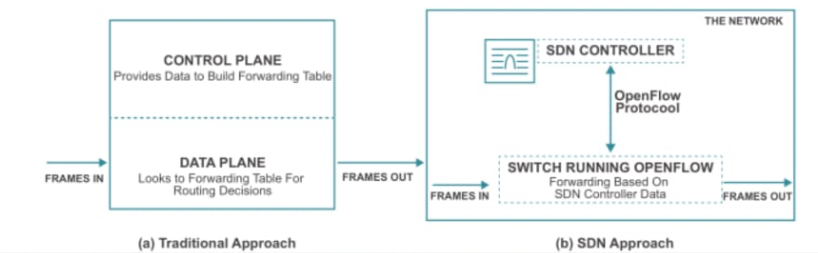 CONTROL PLANE
Provides Data to Build Forwarding Table
DATA PLANE
Looks to Forwarding Table For
Routing Decisions
FRAMES IN
FRAMES OUT
(a) Traditional Approach
THE NETWORK
SDN CONTROLLER
OpenFlow
Protocool
SWITCH RUNNING OPENFLOW
Forwarding Based On
SDN Controller Data
FRAMES IN
FRAMES OUT
(b) SDN Approach